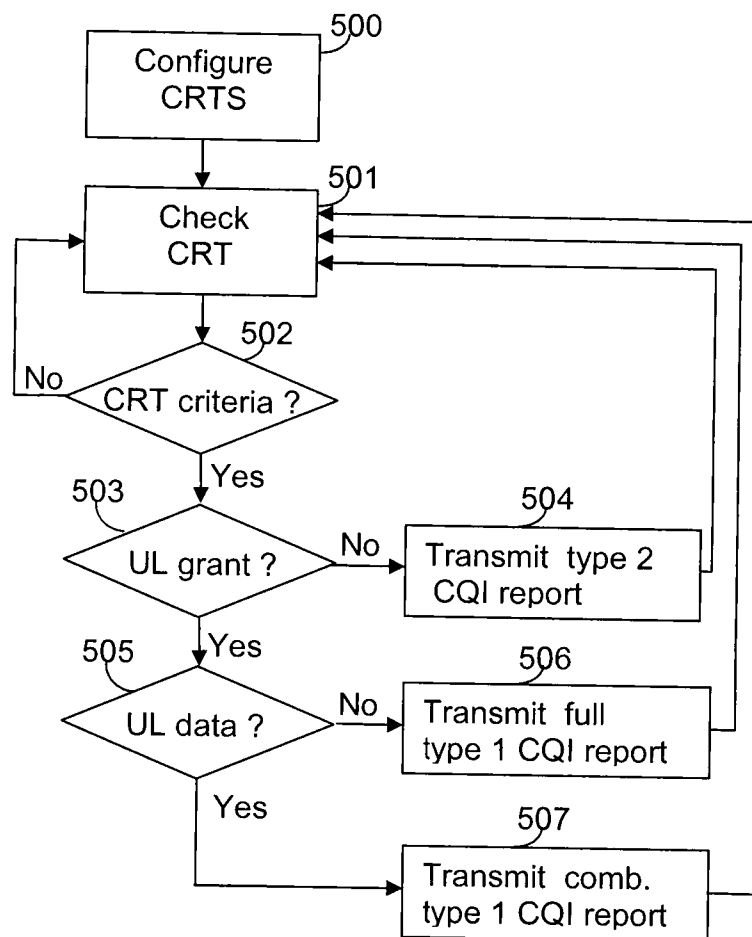 500
Configure
CRTS
501
Check
CRT
502
No
CRT criteria ?
Yes
503
UL grant ?
No
504
Transmit type 2
CQI report
Yes
505
UL data ?
No
506
Transmit full
type 1 CQI report
Yes
507
Transmit comb.
type 1 CQI report